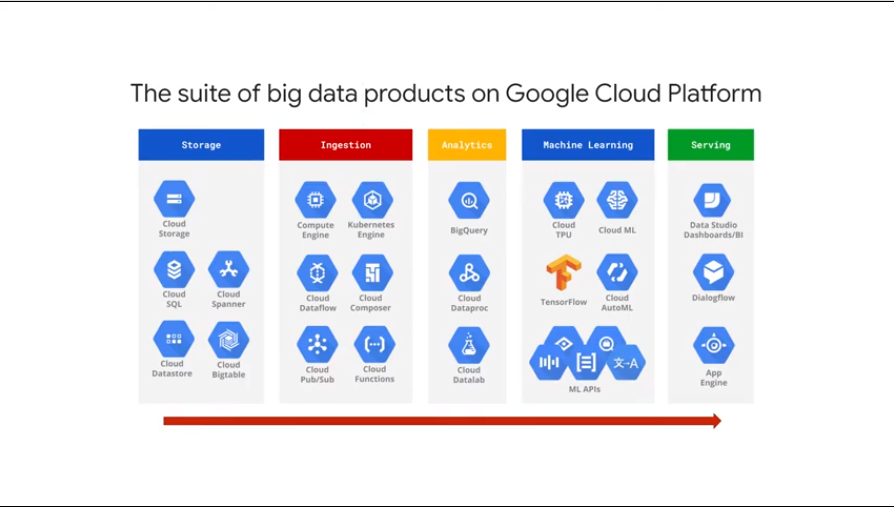 The suite of big data products on Google Cloud Platform
Storage
Ingestion
Analytics
Machine Learning
Serving
Cloud
Storage
Cloud
SQL
Cloud
Spanner
Cloud
Datastore
Cloud
Bigtable
Compute
Engine
Kubernetes
Engine
Cloud
Dataflow
Cloud
Composer
Cloud
Pub/Sub
Cloud
Functions
BigQuery
Cloud
Dataproc
Cloud
Datalab
Cloud
TPU
Cloud ML
TensorFlow
Cloud
AutoML
文→A
ML APIs
Data Studio
Dashboards/BI
Dialogflow
App
Engine